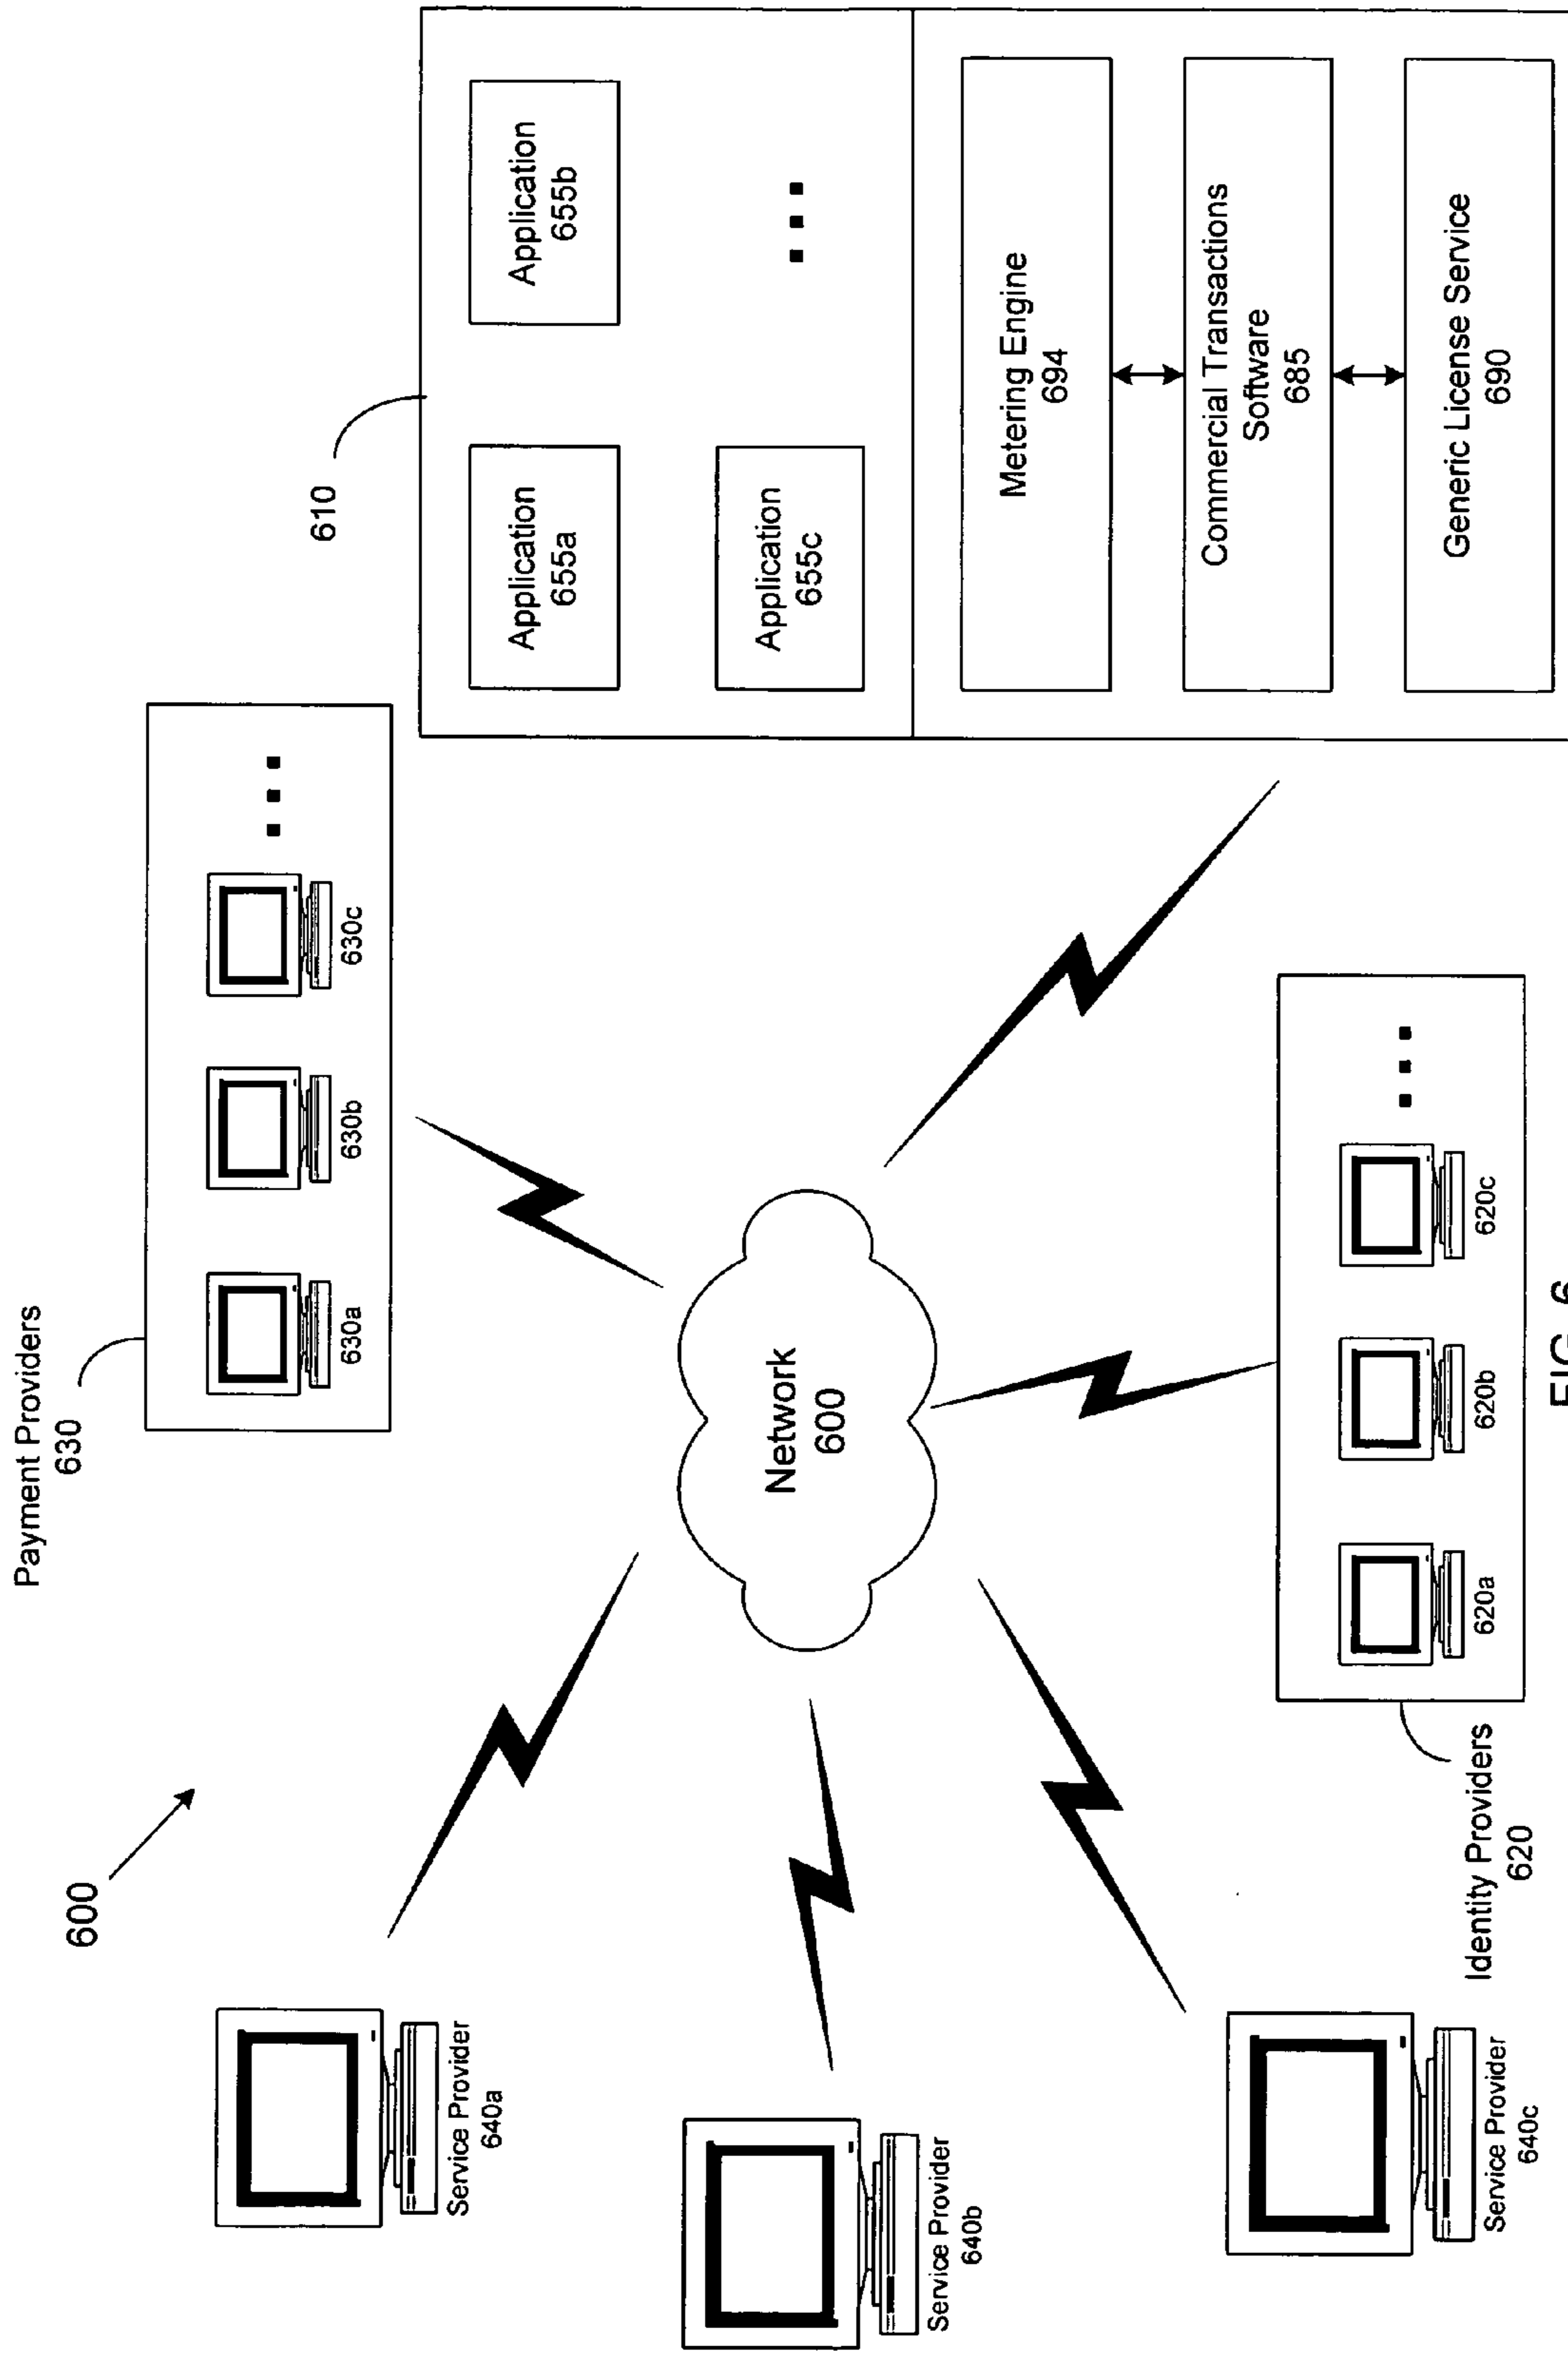 Payment Providers
630
600
630a
630b
630c
610
Application
655a
Application
655b
Application
655c
Metering Engine
694
Commercial Transactions
Software
685
Generic License Service
690
Network
600
Service Provider
640a
Service Provider
640b
Service Provider
640c
Identity Providers
620
620a
620b
620c
FIG. 6